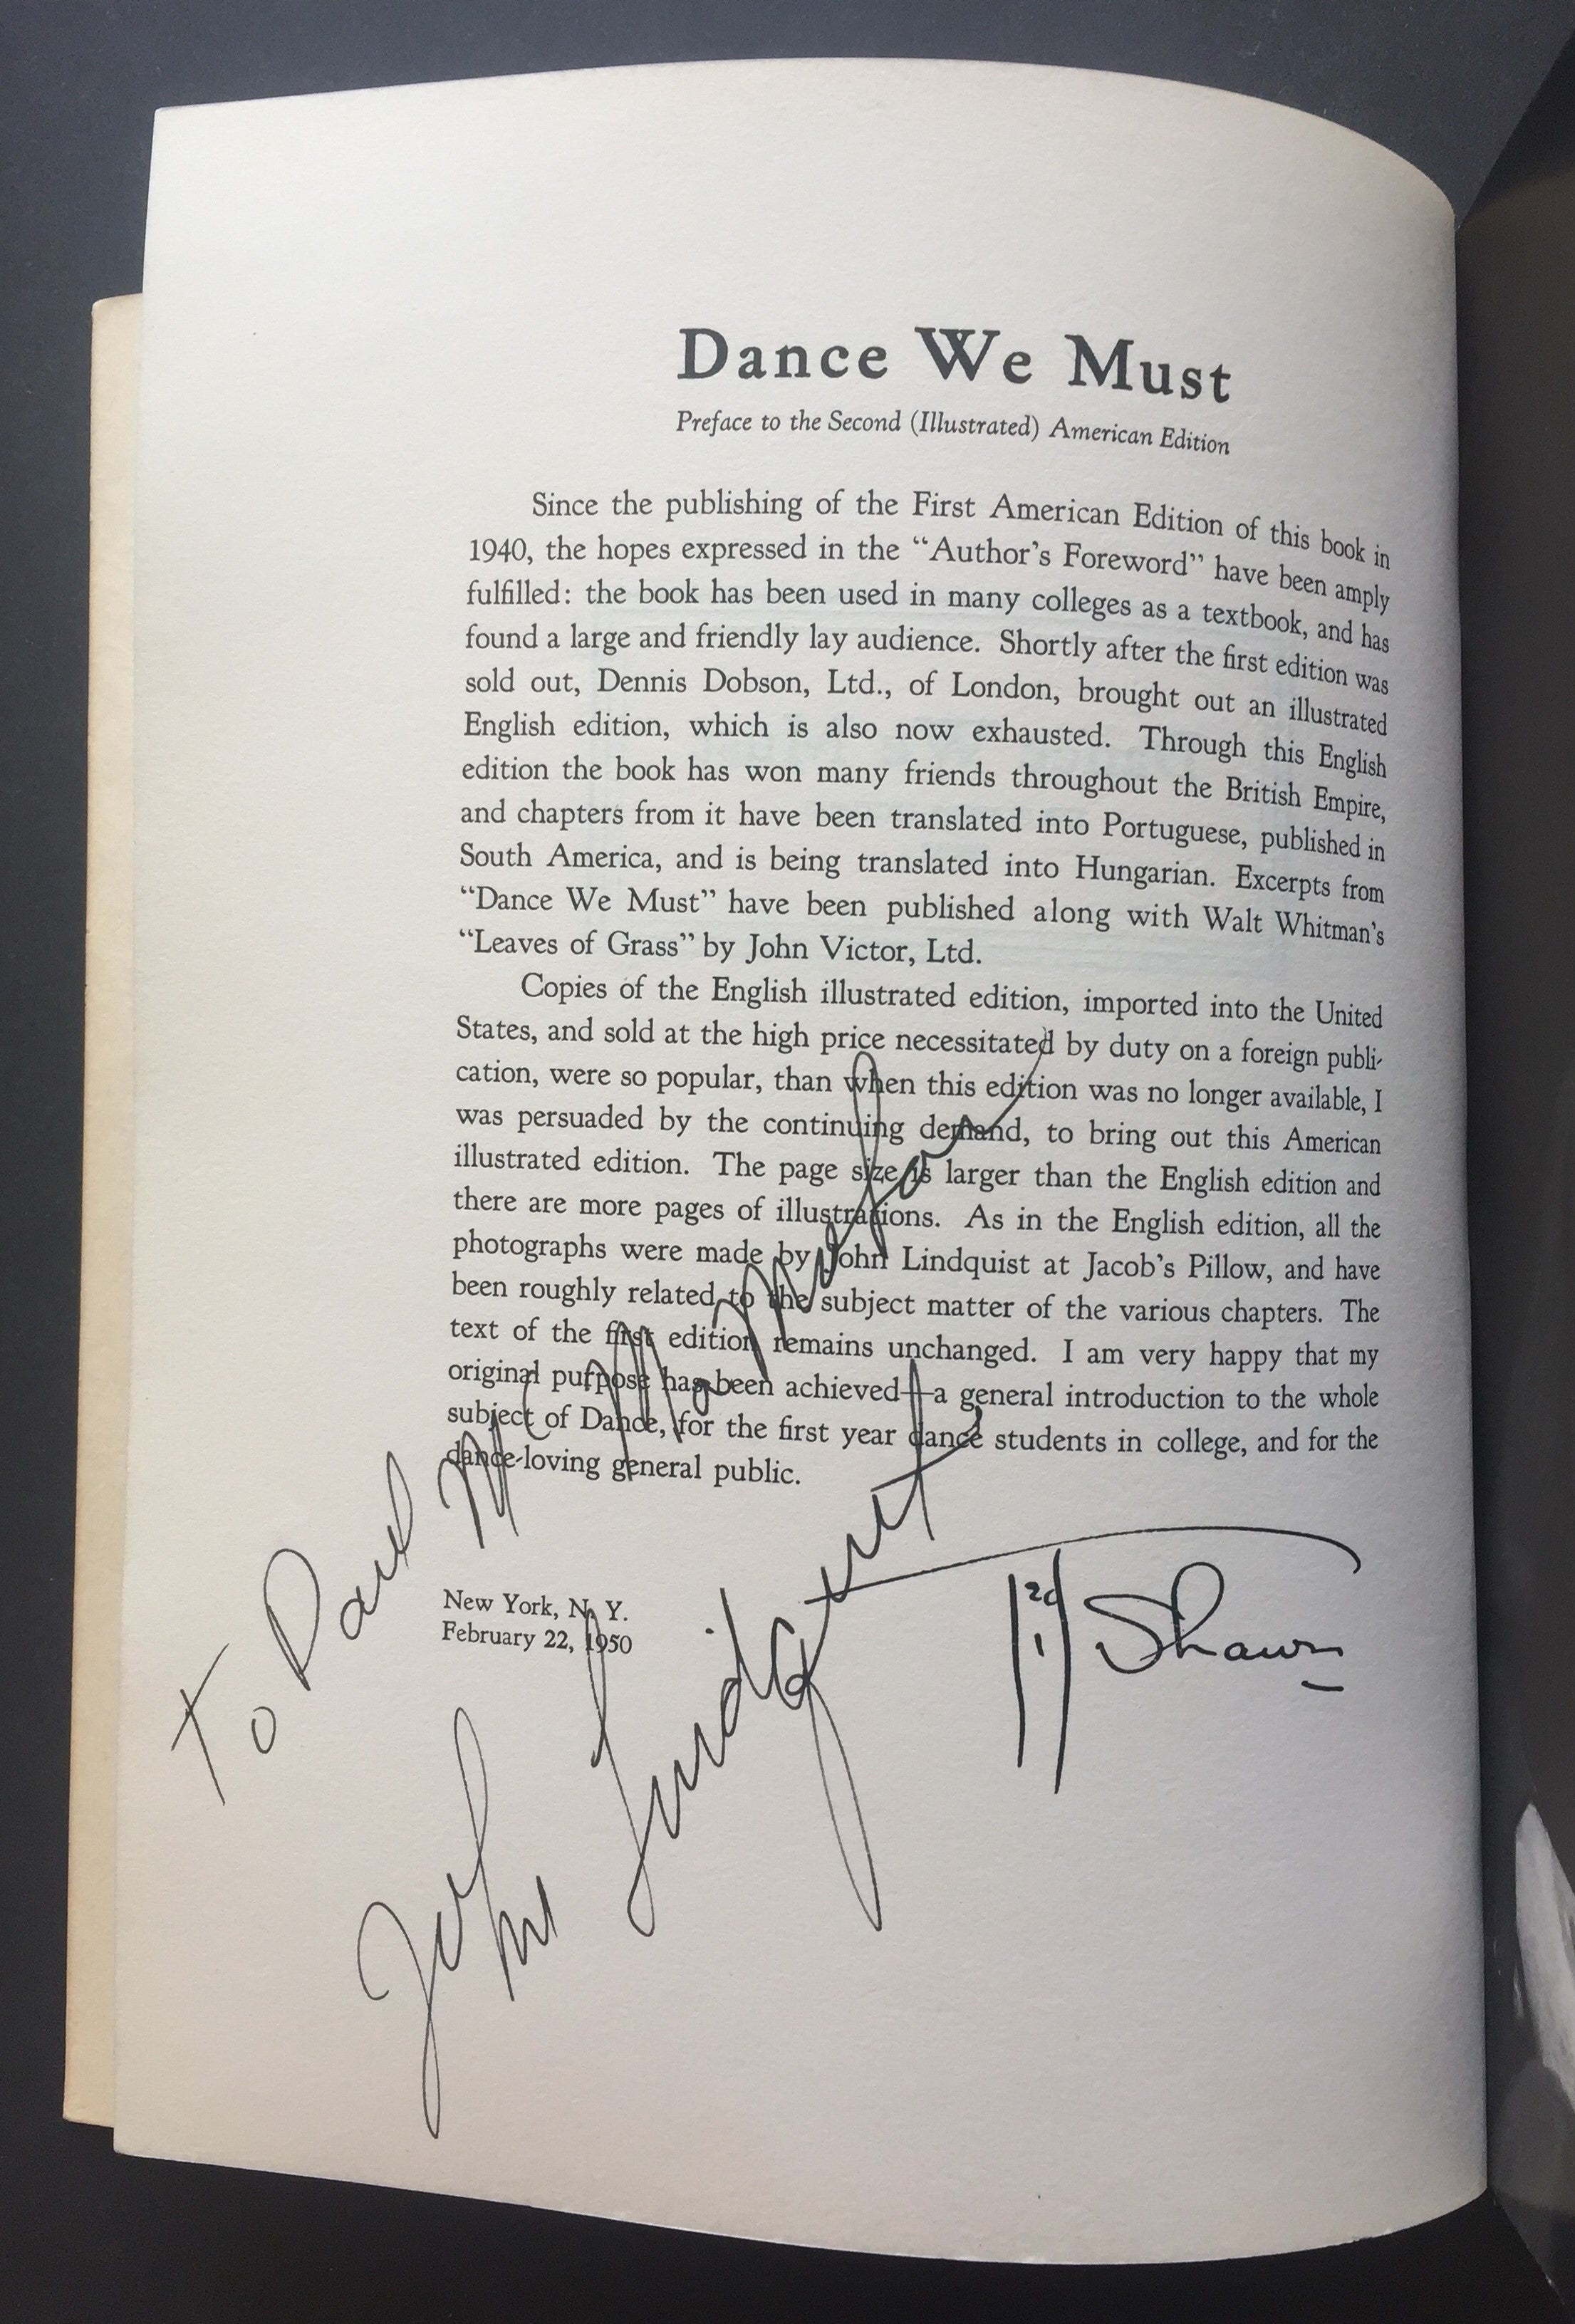 Dance We Must
Preface to the Second (Illustrated) American Edition
Since the publishing of the First American Edition of this book in
1940, the hopes expressed in the “Author’s Foreword” have been amply
fulfilled: the book has been used in many colleges as a textbook, and has
found a large and friendly lay audience. Shortly after the first edition was
sold out, Dennis Dobson, Ltd., of London, brought out an illustrated
English edition, which is also now exhausted. Through this English
edition the book has won many friends throughout the British Empire,
and chapters from it have been translated into Portuguese, published in
South America, and is being translated into Hungarian. Excerpts from
“Dance We Must” have been published along with Walt Whitman’s
“Leaves of Grass” by John Victor, Ltd.
Copies of the English illustrated edition, imported into the United
States, and sold at the high price necessitated by duty on a foreign publi-
cation, were so popular, than when this edition was no longer available, I
was persuaded by the continuing demand, to bring out this American
illustrated edition. The page size is larger than the English edition and
there are more pages of illustrations. As in the English edition, all the
photographs were made by John Lindquist at Jacob’s Pillow, and have
been roughly related to the subject matter of the various chapters. The
text of the first edition remains unchanged. I am very happy that my
original purpose has been achieved—a general introduction to the whole
subject of Dance, for the first year dance students in college, and for the
dance-loving general public.
New York, N. Y.
February 22, 1950
To Paul
John Lindquist
Ted Shawn